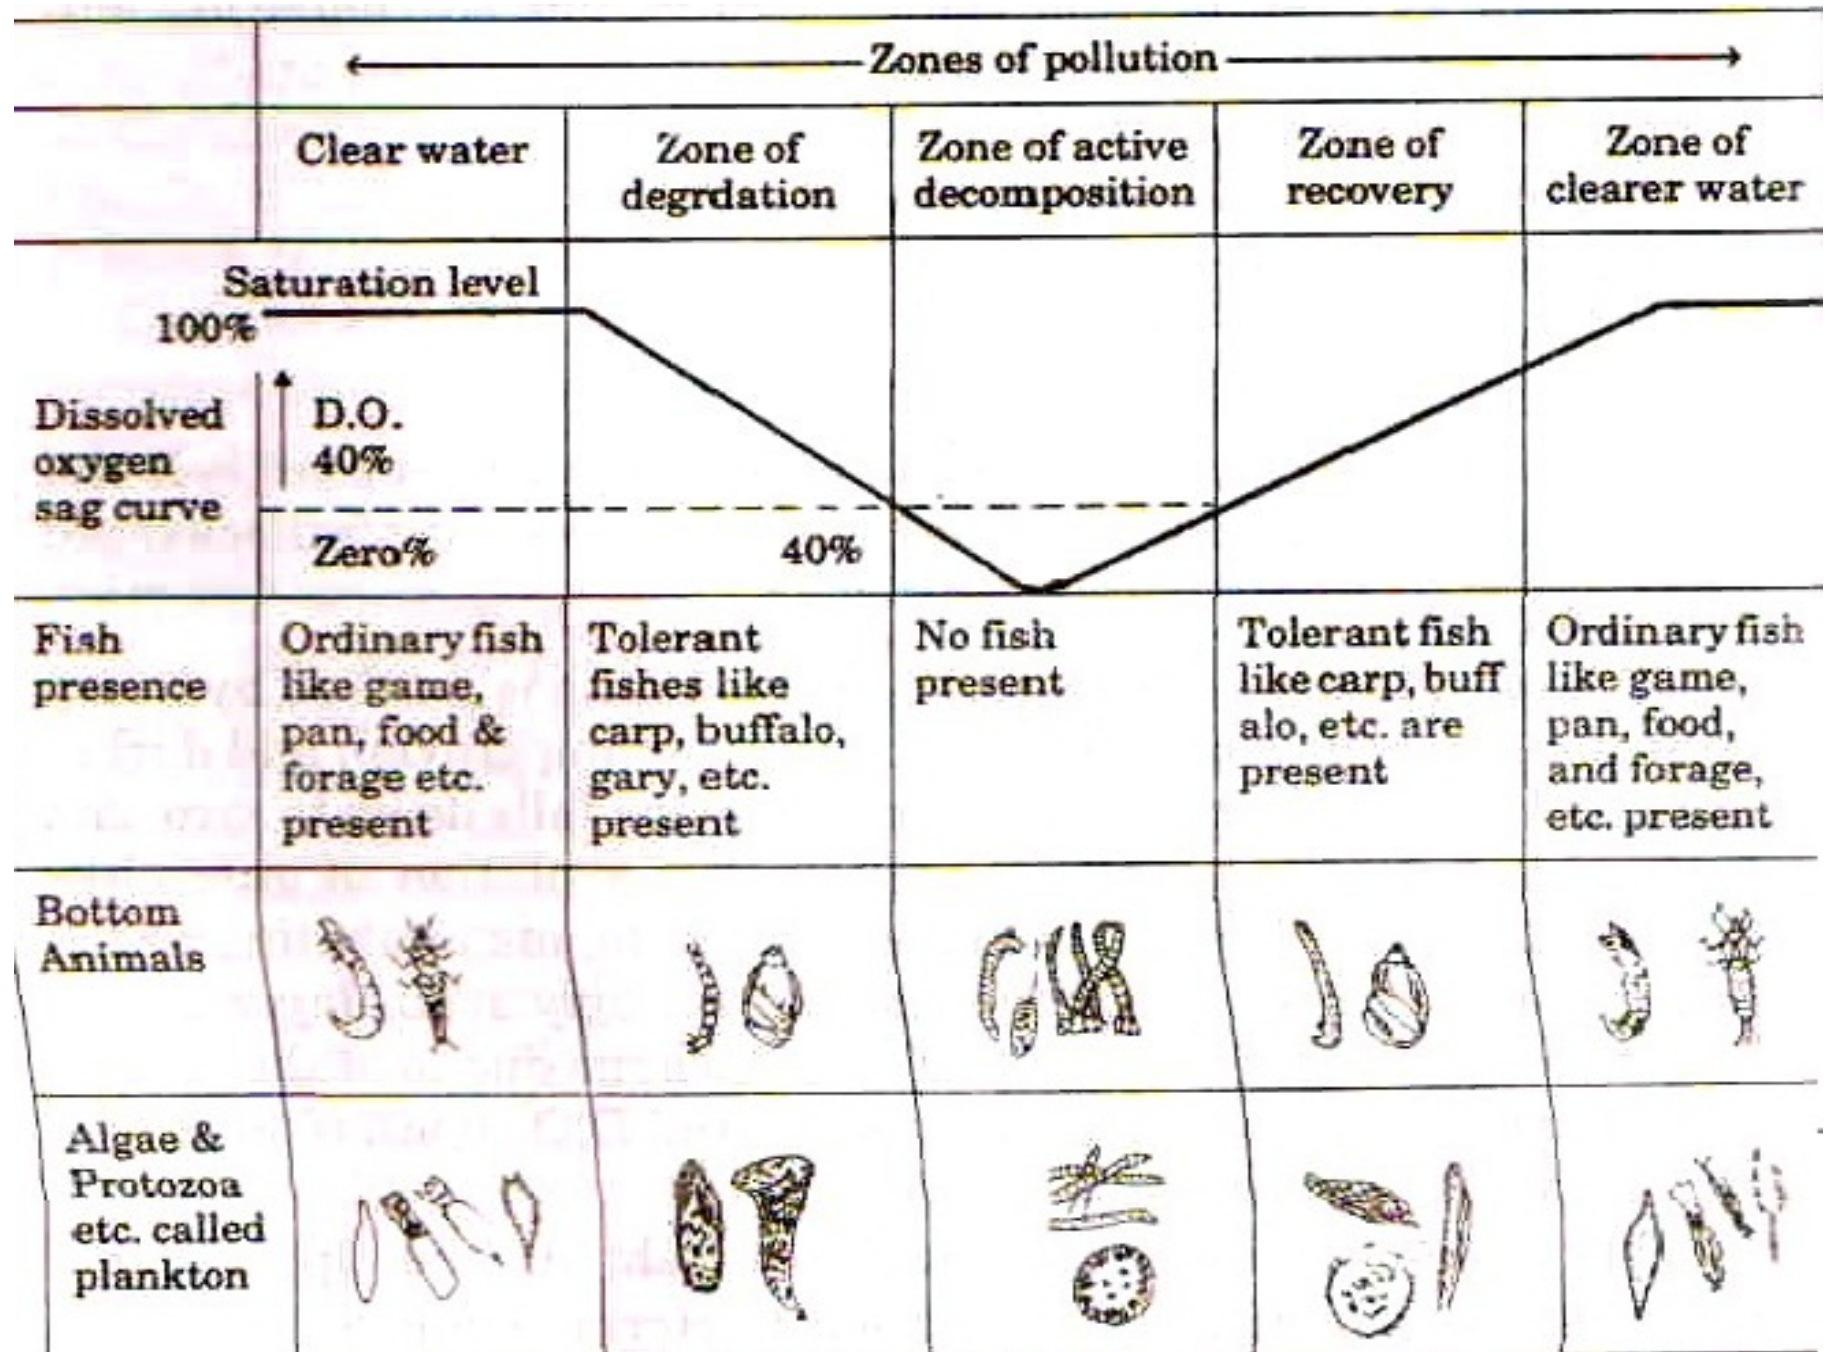 Zones of pollution
Clear water
Zone of
degrdation
Zone of active
decomposition
Zone of
recovery
Zone of
clearer water
Saturation level
100%
Dissolved
oxygen
sag curve
D.O.
40%
Zero%
40%
Fish
presence
Ordinary fish
like game,
pan, food &
forage etc.
present
Tolerant
fishes like
carp, buffalo,
gary, etc.
present
No fish
present
Tolerant fish
like carp, buff
alo, etc. are
present
Ordinary fish
like game,
pan, food,
and forage,
etc. present
Bottom
Animals
Algae &
Protozoa
etc. called
plankton